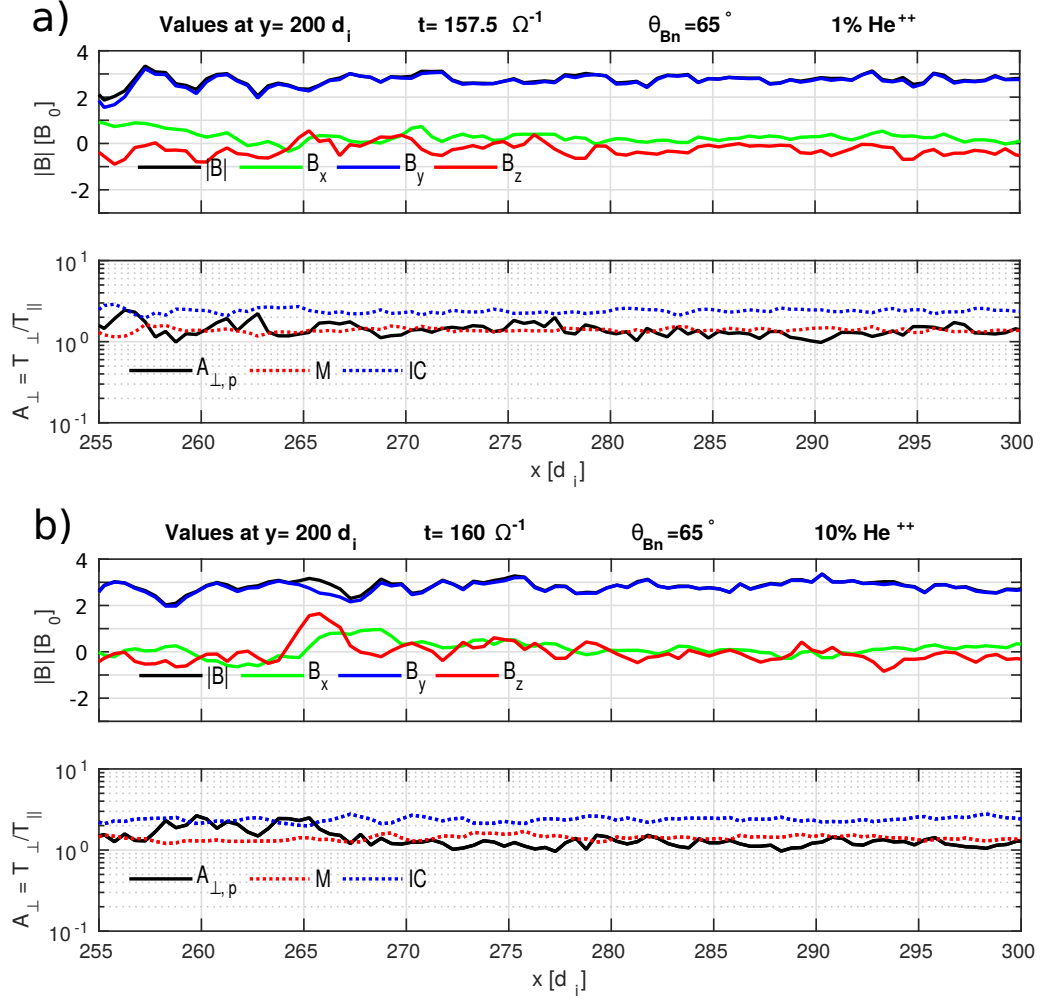 a)
Values at y= 200 d_i t= 157.5 Ω^-1 θ_Bn=65° 1% He^++
4
2
0
-2
|B| [B_0]
|B| B_x B_y B_z
10^1
10^0
10^-1
A_⊥ = T_⊥/T_∥
A_⊥,p M IC
255 260 265 270 275 280 285 290 295 300
x [d_i]
b)
Values at y= 200 d_i t= 160 Ω^-1 θ_Bn=65° 10% He^++
4
2
0
-2
|B| [B_0]
|B| B_x B_y B_z
10^1
10^0
10^-1
A_⊥ = T_⊥/T_∥
A_⊥,p M IC
255 260 265 270 275 280 285 290 295 300
x [d_i]